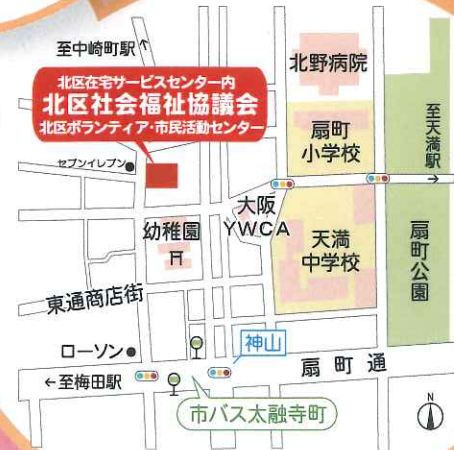 至中崎町駅
北区在宅サービスセンター内
北区社会福祉協議会
北区ボランティア・市民活動センター
セブンイレブン
北野病院
扇町
小学校
至天満駅
大阪
YWCA
幼稚園
天満
中学校
扇町公園
東通商店街
ローソン
神山
扇町通
←至梅田駅
市バス太融寺町
N